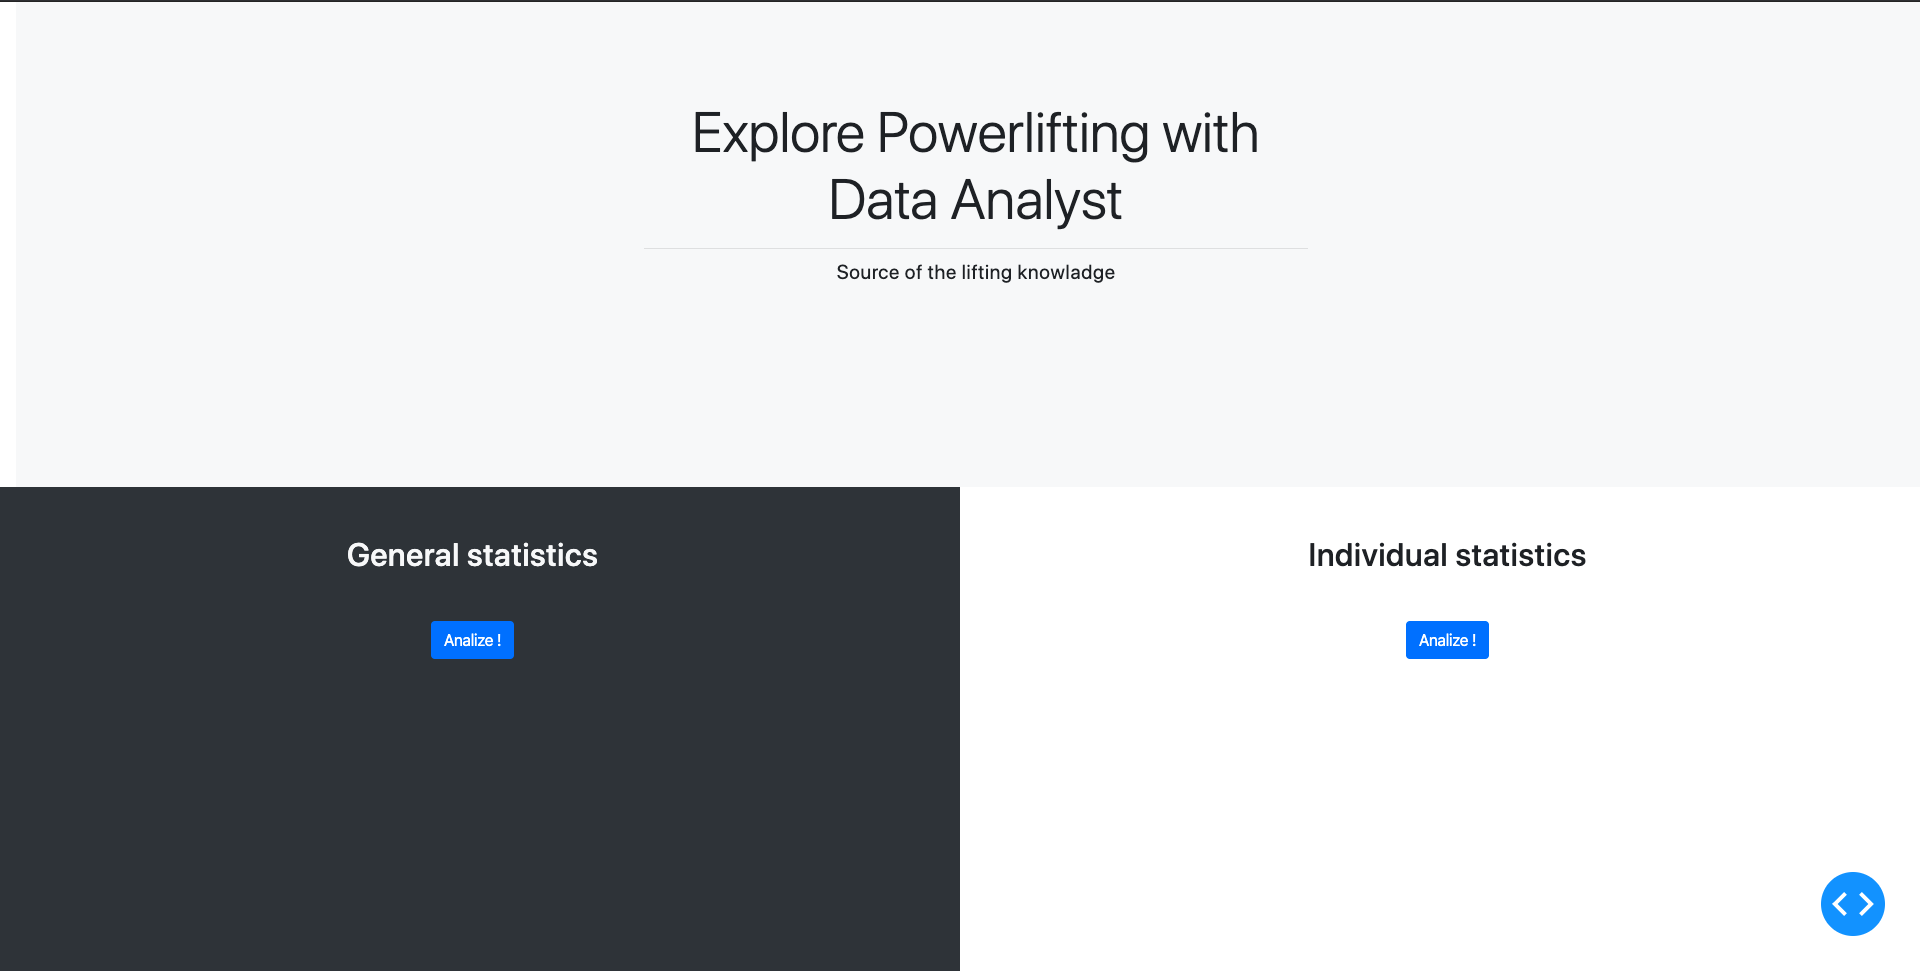 Explore Powerlifting with
Data Analyst
Source of the lifting knowladge
General statistics
Individual statistics
Analize !
Analize !